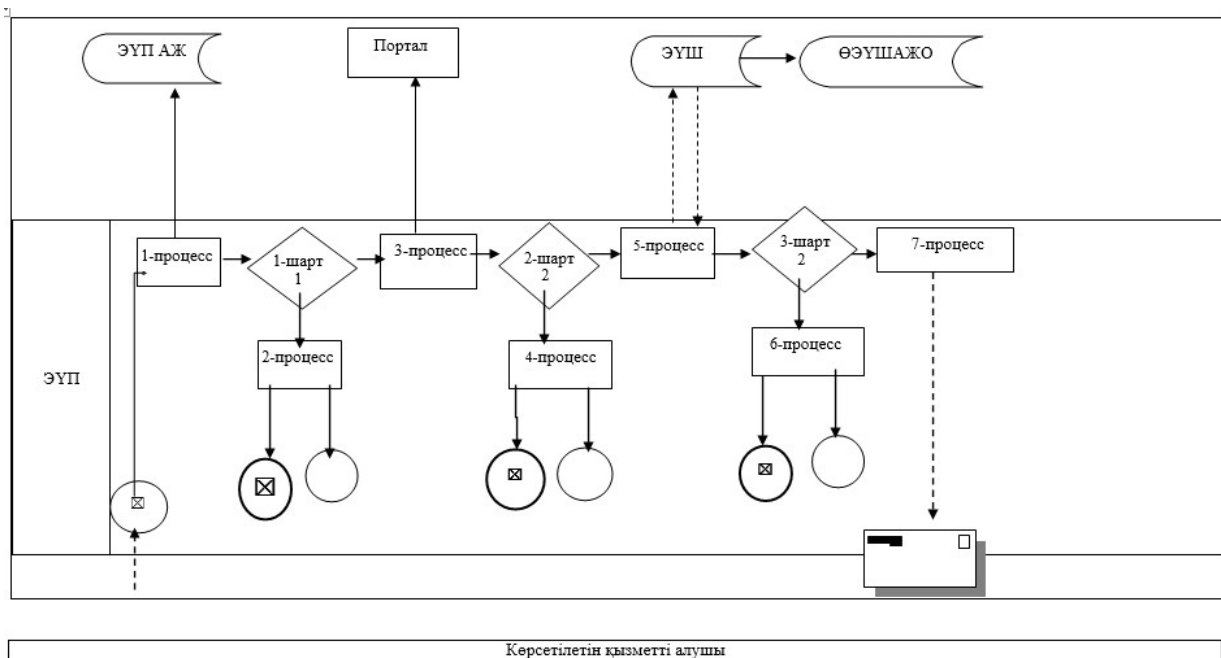 ЭҮП АЖ
Портал
ЭҮШ
ӨЭҮШАЖО
1-процесс
1-шарт
1
3-процесс
2-шарт
2
5-процесс
3-шарт
2
7-процесс
2-процесс
4-процесс
6-процесс
ЭҮП
Көрсетілетін қызметті алушы